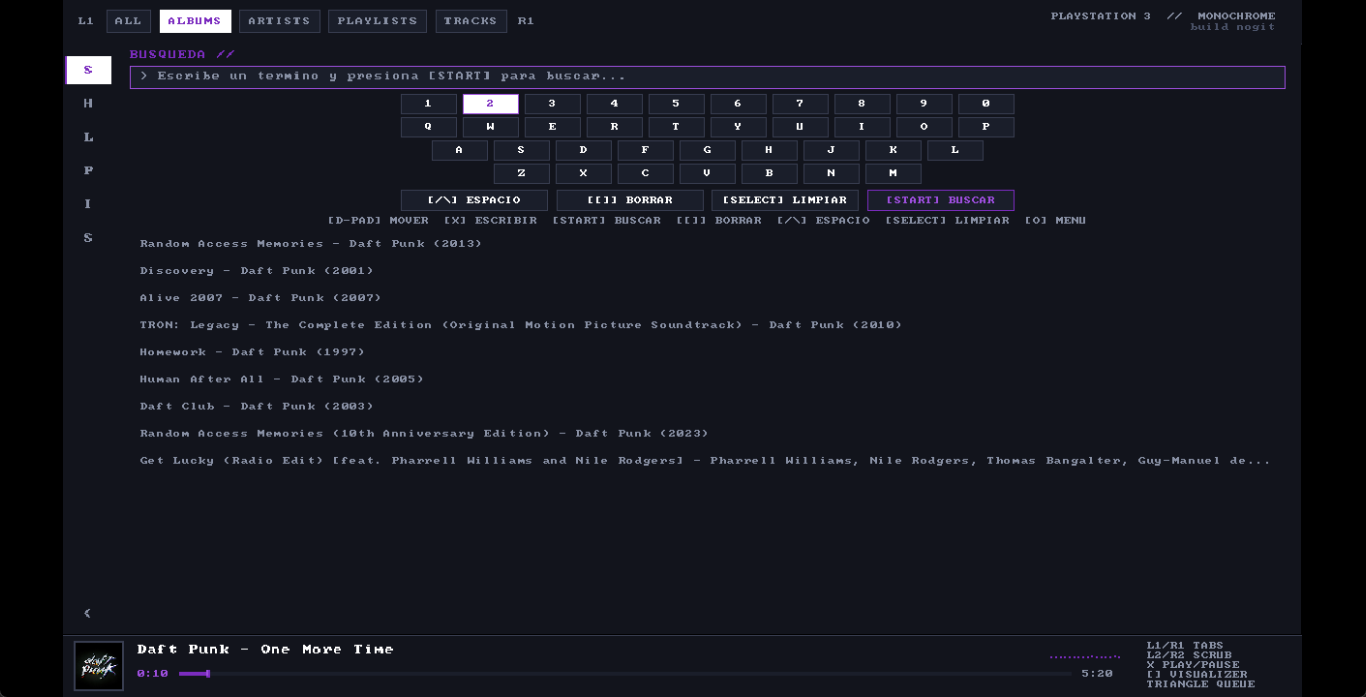 L1 ALL ALBUMS ARTISTS PLAYLISTS TRACKS R1
PLAYSTATION 3 // MONOCHROME
build nogit
BUSQUEDA //
> Escribe un termino y presiona [START] para buscar...
1 2 3 4 5 6 7 8 9 0
Q W E R T Y U I O P
A S D F G H J K L
Z X C V B N M
[/\] ESPACIO [[]] BORRAR [SELECT] LIMPIAR [START] BUSCAR
[D-PAD] MOVER [X] ESCRIBIR [START] BUSCAR [[]] BORRAR [/\] ESPACIO [SELECT] LIMPIAR [O] MENU
S
H
L
P
I
S
Random Access Memories - Daft Punk (2013)
Discovery - Daft Punk (2001)
Alive 2007 - Daft Punk (2007)
TRON: Legacy - The Complete Edition (Original Motion Picture Soundtrack) - Daft Punk (2010)
Homework - Daft Punk (1997)
Human After All - Daft Punk (2005)
Daft Club - Daft Punk (2003)
Random Access Memories (10th Anniversary Edition) - Daft Punk (2023)
Get Lucky (Radio Edit) [feat. Pharrell Williams and Nile Rodgers] - Pharrell Williams, Nile Rodgers, Thomas Bangalter, Guy-Manuel de...
<
daft punk
Daft Punk - One More Time
0:10 5:20
L1/R1 TABS
L2/R2 SCRUB
X PLAY/PAUSE
[] VISUALIZER
TRIANGLE QUEUE